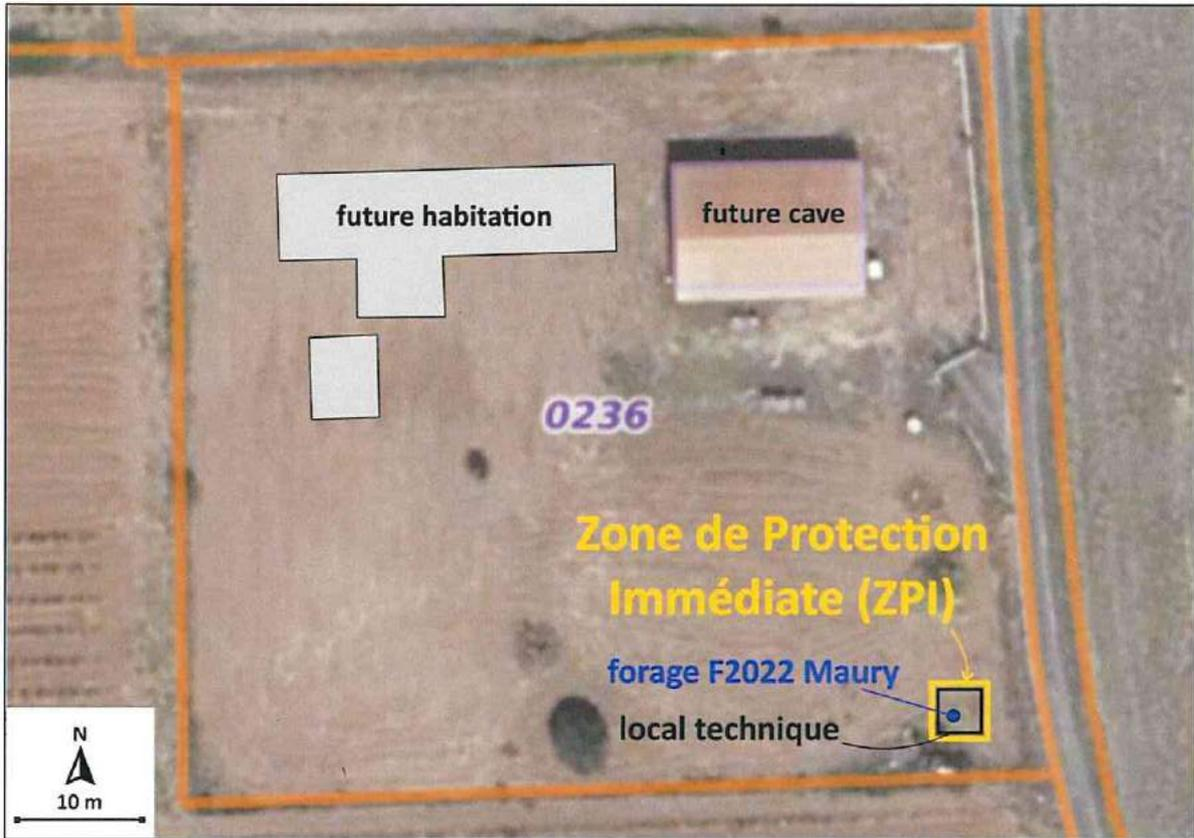 future habitation
future cave
0236
Zone de Protection
Immédiate (ZPI)
forage F2022 Maury
local technique
N
10 m